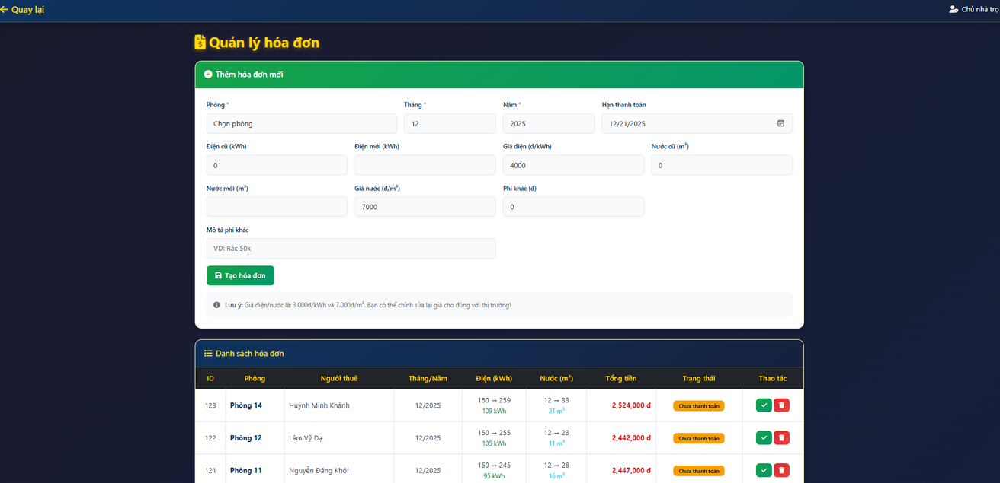 Quay lại
Chủ nhà trọ
Quản lý hóa đơn
Thêm hóa đơn mới
Phòng * Tháng * Năm * Hạn thanh toán
Chọn phòng 12 2025 12/21/2025
Điện cũ (kWh) Điện mới (kWh) Giá điện (đ/kWh) Nước cũ (m³)
0 4000 0
Nước mới (m³) Giá nước (đ/m³) Phí khác (đ)
7000 0
Mô tả phí khác
VD: Rác 50k
Tạo hóa đơn
Lưu ý: Giá điện/nước là: 3.000đ/kWh và 7.000đ/m³. Bạn có thể chỉnh sửa lại giá cho đúng với thị trường!
Danh sách hóa đơn
ID Phòng Người thuê Tháng/Năm Điện (kWh) Nước (m³) Tổng tiền Trạng thái Thao tác
123 Phòng 14 Huỳnh Minh Khánh 12/2025 150 → 259 12 → 33 2,524,000 đ Chưa thanh toán
109 kWh 21 m³
122 Phòng 12 Lâm Vỹ Dạ 12/2025 150 → 255 12 → 23 2,442,000 đ Chưa thanh toán
105 kWh 11 m³
121 Phòng 11 Nguyễn Đăng Khôi 12/2025 150 → 245 12 → 28 2,447,000 đ Chưa thanh toán
95 kWh 16 m³